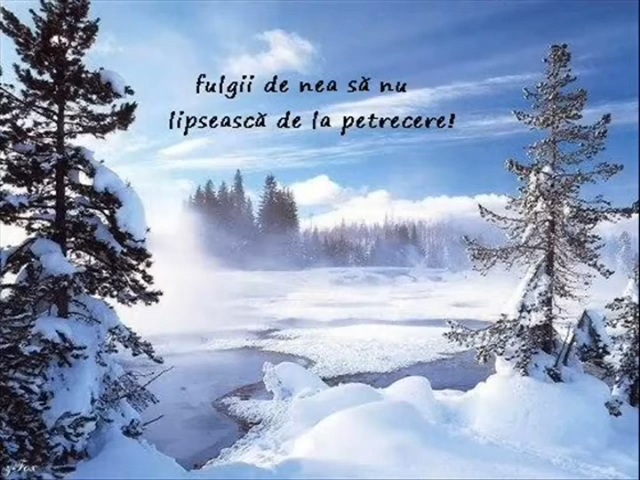 fulgii de nea să nu
lipsească de la petrecere!